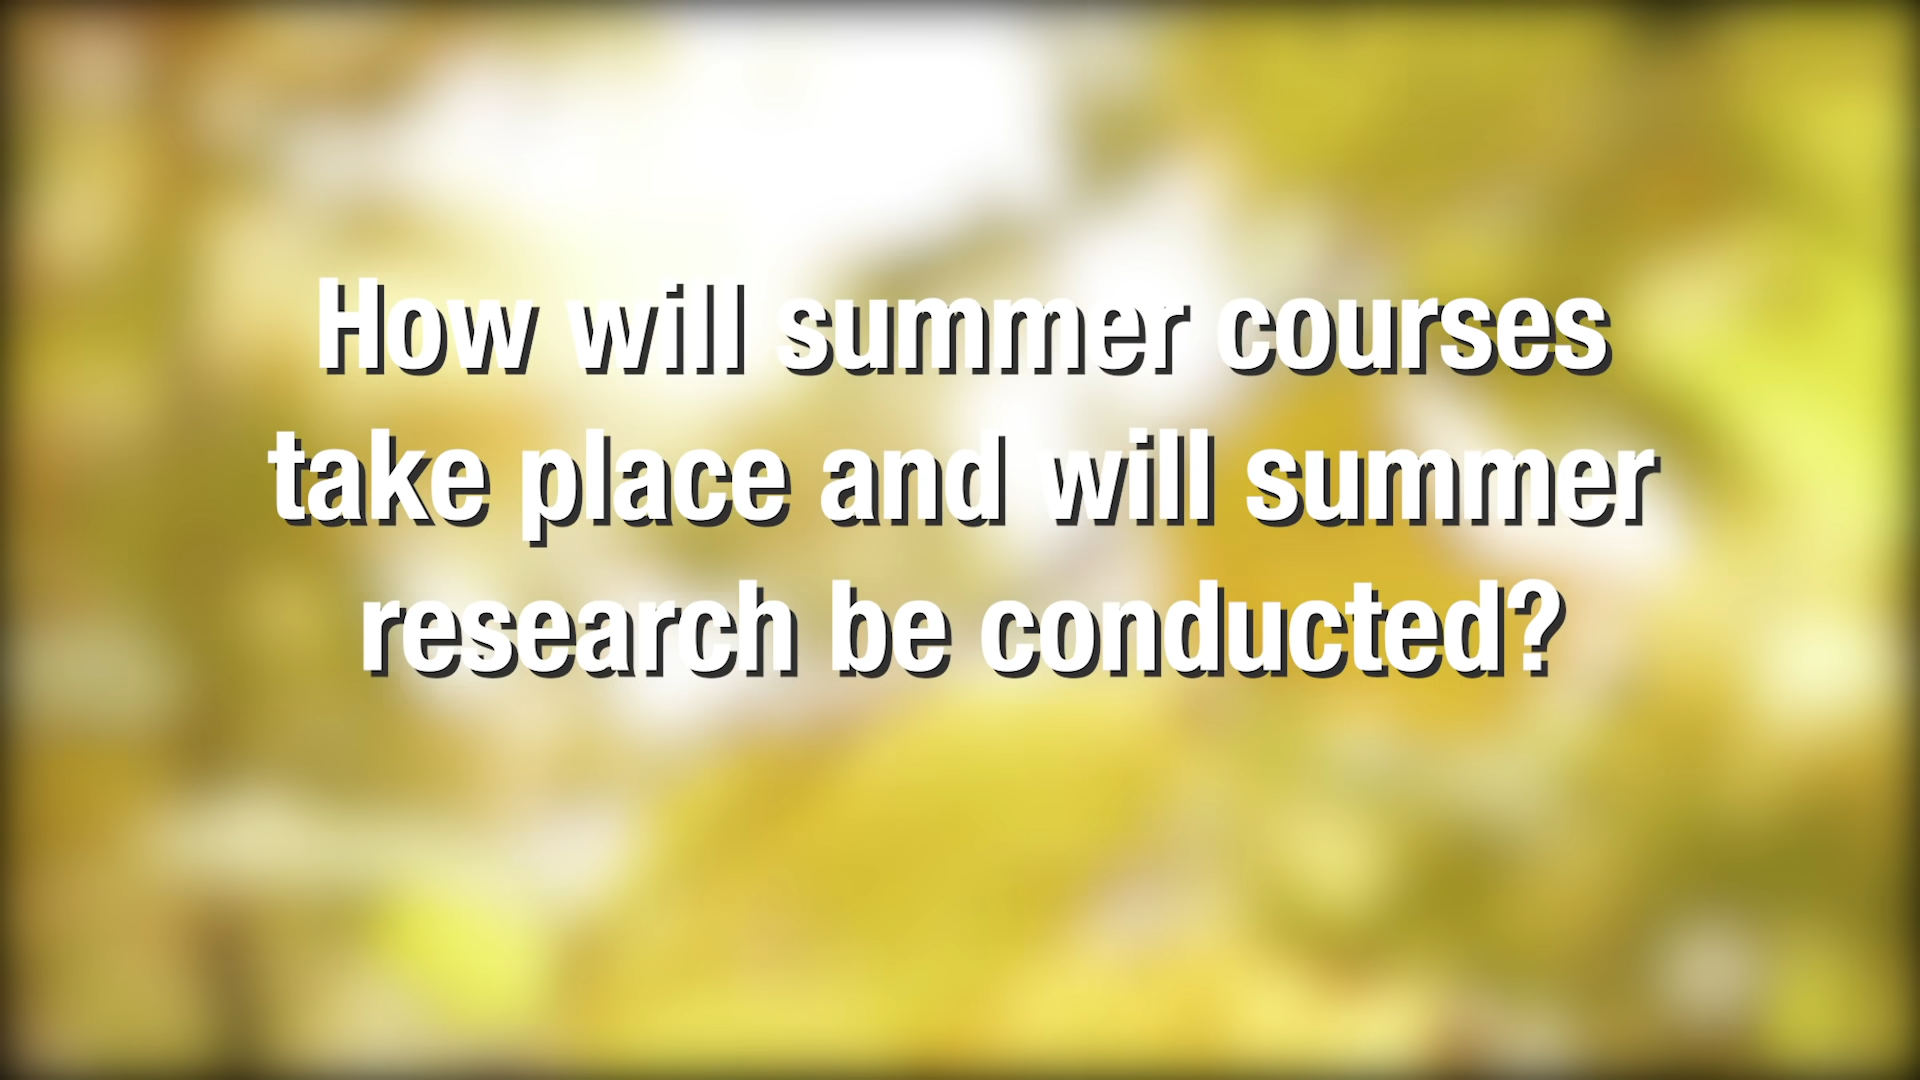 How will summer courses
take place and will summer
research be conducted?